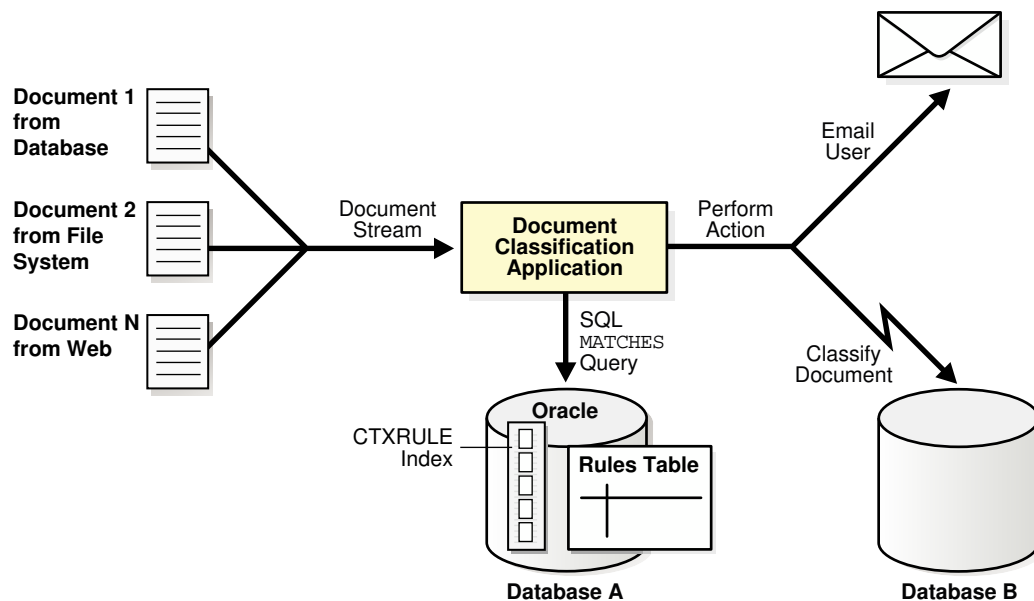 Document 1
from
Database
Document 2
from File
System
Document N
from Web
Document
Stream
Document
Classification
Application
Perform
Action
Email
User
Classify
Document
SQL
MATCHES
Query
Oracle
CTXRULE
Index
Rules Table
Database A
Database B